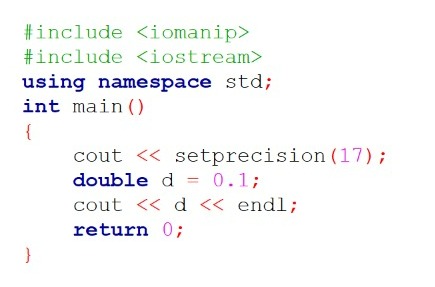 #include <iomanip>
#include <iostream>
using namespace std;
int main()
{
    cout << setprecision(17);
    double d = 0.1;
    cout << d << endl;
    return 0;
}